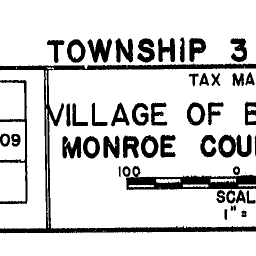 TOWNSHIP 3
TAX MA
VILLAGE OF B
09
MONROE COU
100 0
SCAL
1" =